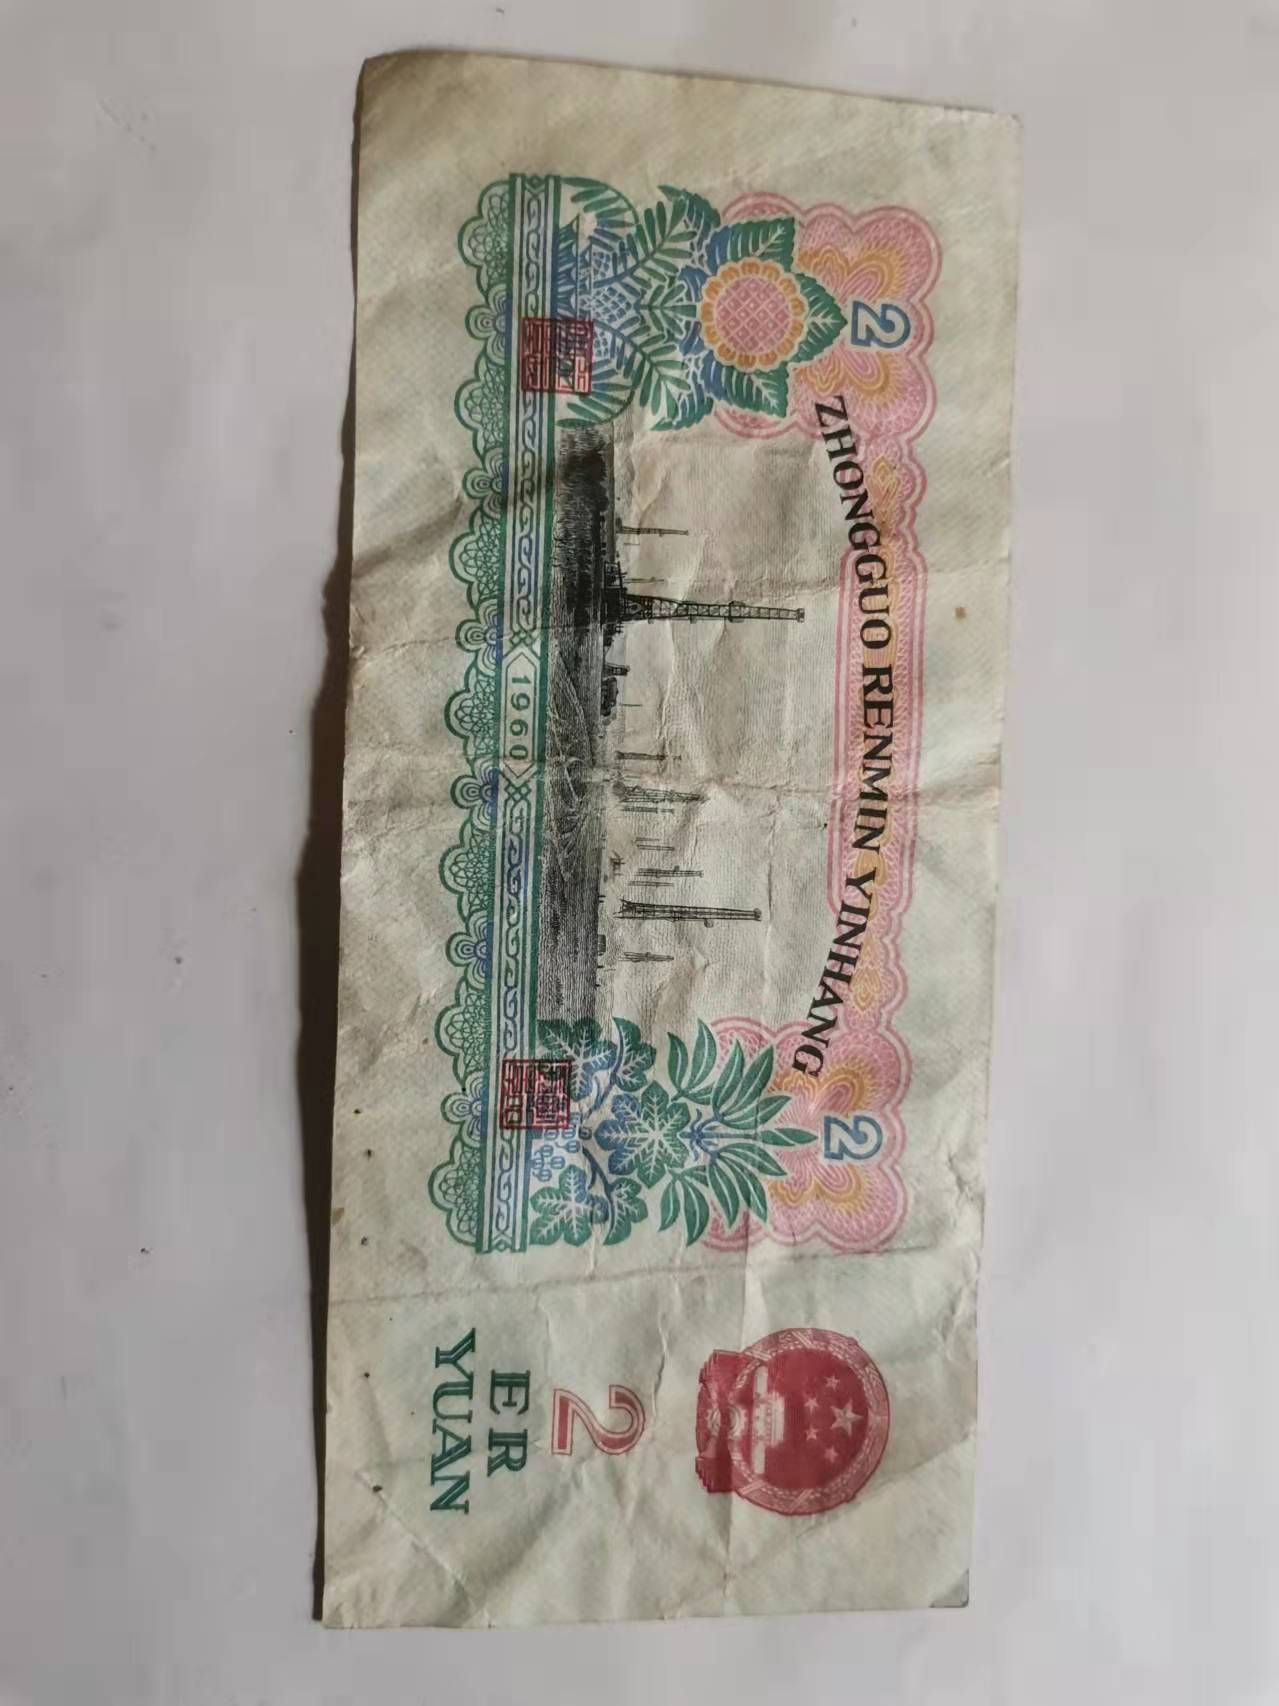 ZHONGGUO RENMIN YINHANG
2
2
1960
2
ER
YUAN